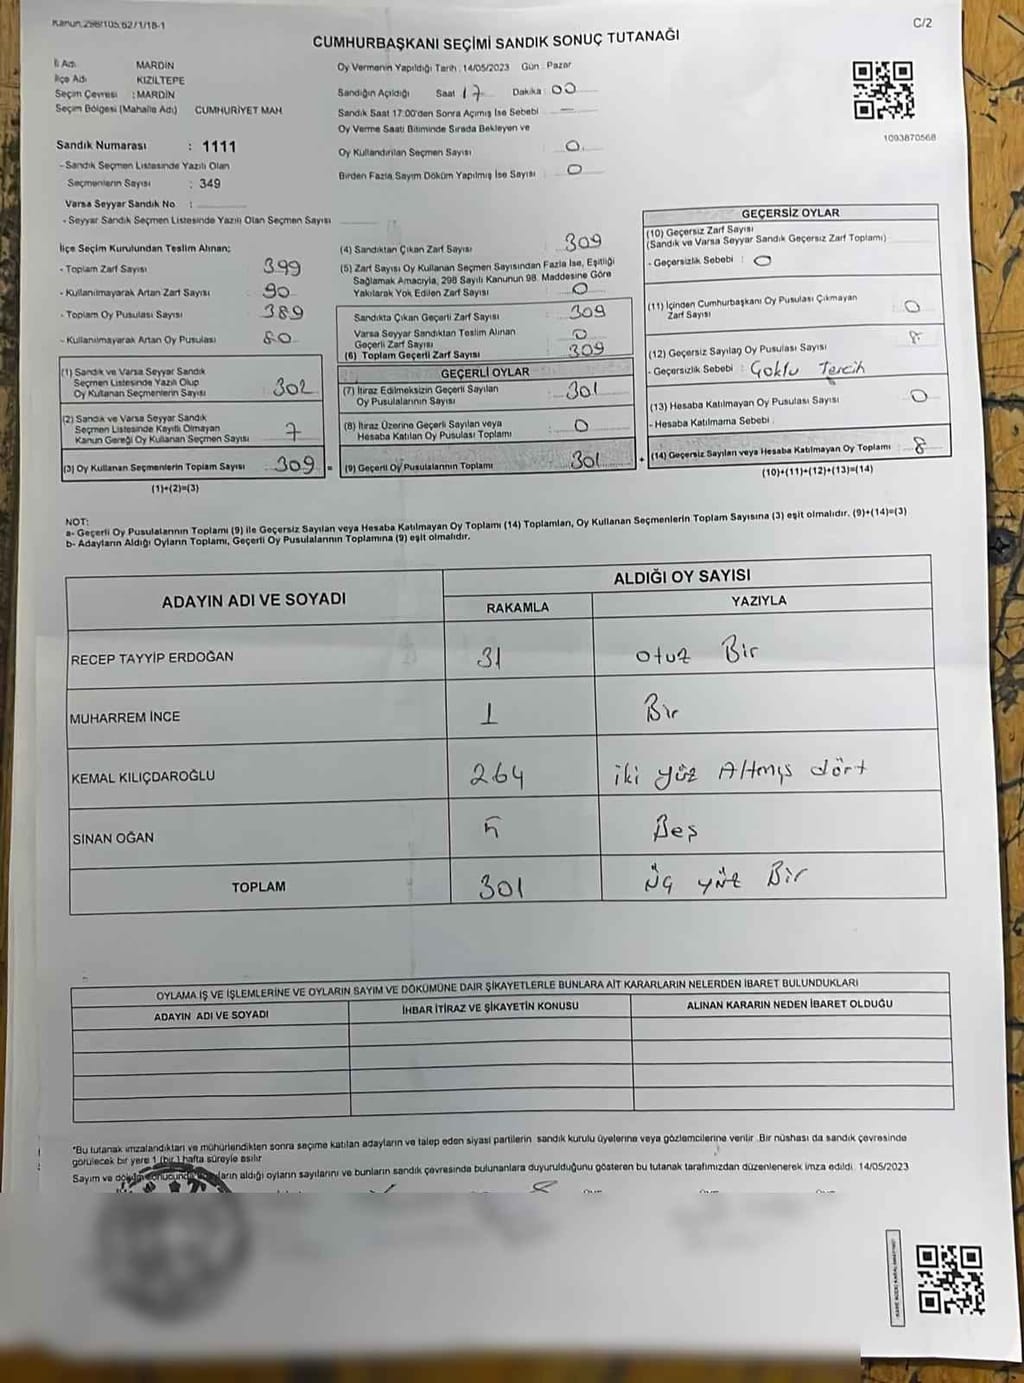 Kanun:298/105,62/1/18-1
C/2
CUMHURBAŞKANI SEÇİMİ SANDIK SONUÇ TUTANAĞI
İl Adı : MARDİN
İlçe Adı KIZILTEPE
Seçim Çevresi : MARDİN
Seçim Bölgesi (Mahalle Adı) CUMHURİYET MAH
Oy Vermenin Yapıldığı Tarih : 14/05/2023 Gün : Pazar
Sandığın Açıldığı Saat 17 Dakika : 00
Sandık Saat 17:00'den Sonra Açımış İse Sebebi
Oy Verme Saati Bitiminde Sırada Bekleyen ve
Oy Kullandırılan Seçmen Sayısı 0
Birden Fazla Sayım Döküm Yapılmış İse Sayısı 0
1093870568
Sandık Numarası : 1111
- Sandık Seçmen Listesinde Yazılı Olan
Seçmenlerin Sayısı : 349
Varsa Seyyar Sandık No :
- Seyyar Sandık Seçmen Listesinde Yazılı Olan Seçmen Sayısı
İlçe Seçim Kurulundan Teslim Alınan;
- Toplam Zarf Sayısı 399
- Kullanılmayarak Artan Zarf Sayısı 90
- Toplam Oy Pusulası Sayısı 389
- Kullanılmayarak Artan Oy Pusulası 80
(1) Sandık ve Varsa Seyyar Sandık
Seçmen Listesinde Yazılı Olup
Oy Kullanan Seçmenlerin Sayısı 302
(2) Sandık ve Varsa Seyyar Sandık
Seçmen Listesinde Kayıtlı Olmayan
Kanun Gereği Oy Kullanan Seçmen Sayısı 7
(3) Oy Kullanan Seçmenlerin Toplam Sayısı 309 =
(1)+(2)=(3)
(4) Sandıktan Çıkan Zarf Sayısı 309
(5) Zarf Sayısı Oy Kullanan Seçmen Sayısından Fazla İse, Eşitliği
Sağlamak Amacıyla, 298 Sayılı Kanunun 98. Maddesine Göre
Yakılarak Yok Edilen Zarf Sayısı 0
Sandıkta Çıkan Geçerli Zarf Sayısı 309
Varsa Seyyar Sandıktan Teslim Alınan
Geçerli Zarf Sayısı 0
(6) Toplam Geçerli Zarf Sayısı 309
GEÇERLİ OYLAR
(7) İtiraz Edilmeksizin Geçerli Sayılan
Oy Pusulalarının Sayısı : 301
(8) İtiraz Üzerine Geçerli Sayılan veya
Hesaba Katılan Oy Pusulası Toplamı : 0
(9) Geçerli Oy Pusulalarının Toplamı : 301 +
GEÇERSİZ OYLAR
(10) Geçersiz Zarf Sayısı
(Sandık ve Varsa Seyyar Sandık Geçersiz Zarf Toplamı)
- Geçersizlik Sebebi : 0
(11) İçinden Cumhurbaşkanı Oy Pusulası Çıkmayan
Zarf Sayısı 0
(12) Geçersiz Sayılan Oy Pusulası Sayısı 8
- Geçersizlik Sebebi : Çoklu Tercih
(13) Hesaba Katılmayan Oy Pusulası Sayısı 0
- Hesaba Katılmama Sebebi :
(14) Geçersiz Sayılan veya Hesaba Katılmayan Oy Toplamı 8
(10)+(11)+(12)+(13)=(14)
NOT:
a- Geçerli Oy Pusulalarının Toplamı (9) ile Geçersiz Sayılan veya Hesaba Katılmayan Oy Toplamı (14) Toplamları, Oy Kullanan Seçmenlerin Toplam Sayısına (3) eşit olmalıdır. (9)+(14)=(3)
b- Adayların Aldığı Oyların Toplamı, Geçerli Oy Pusulalarının Toplamına (9) eşit olmalıdır.
ADAYIN ADI VE SOYADI
ALDIĞI OY SAYISI
RAKAMLA YAZIYLA
RECEP TAYYİP ERDOĞAN 31 otuz Bir
MUHARREM İNCE 1 Bir
KEMAL KILIÇDAROĞLU 264 iki yüz Altmış dört
SİNAN OĞAN 5 Beş
TOPLAM 301 Üç yüz Bir
OYLAMA İŞ VE İŞLEMLERİNE VE OYLARIN SAYIM VE DÖKÜMÜNE DAİR ŞİKAYETLERLE BUNLARA AİT KARARLARIN NELERDEN İBARET BULUNDUKLARI
ADAYIN ADI VE SOYADI İHBAR İTİRAZ VE ŞİKAYETİN KONUSU ALINAN KARARIN NEDEN İBARET OLDUĞU
*Bu tutanak imzalandıktan ve mühürlendikten sonra seçime katılan adayların ve talep eden siyasi partilerin sandık kurulu üyelerine veya gözlemcilerine verilir. Bir nüshası da sandık çevresinde
görülecek bir yere 1 (bir) hafta süreyle asılır.
Sayım ve döküm sonucunda aldığı oyların sayılarını ve bunların sandık çevresinde bulunanlara duyurulduğunu gösteren bu tutanak tarafımızdan düzenlenerek imza edildi. 14/05/2023